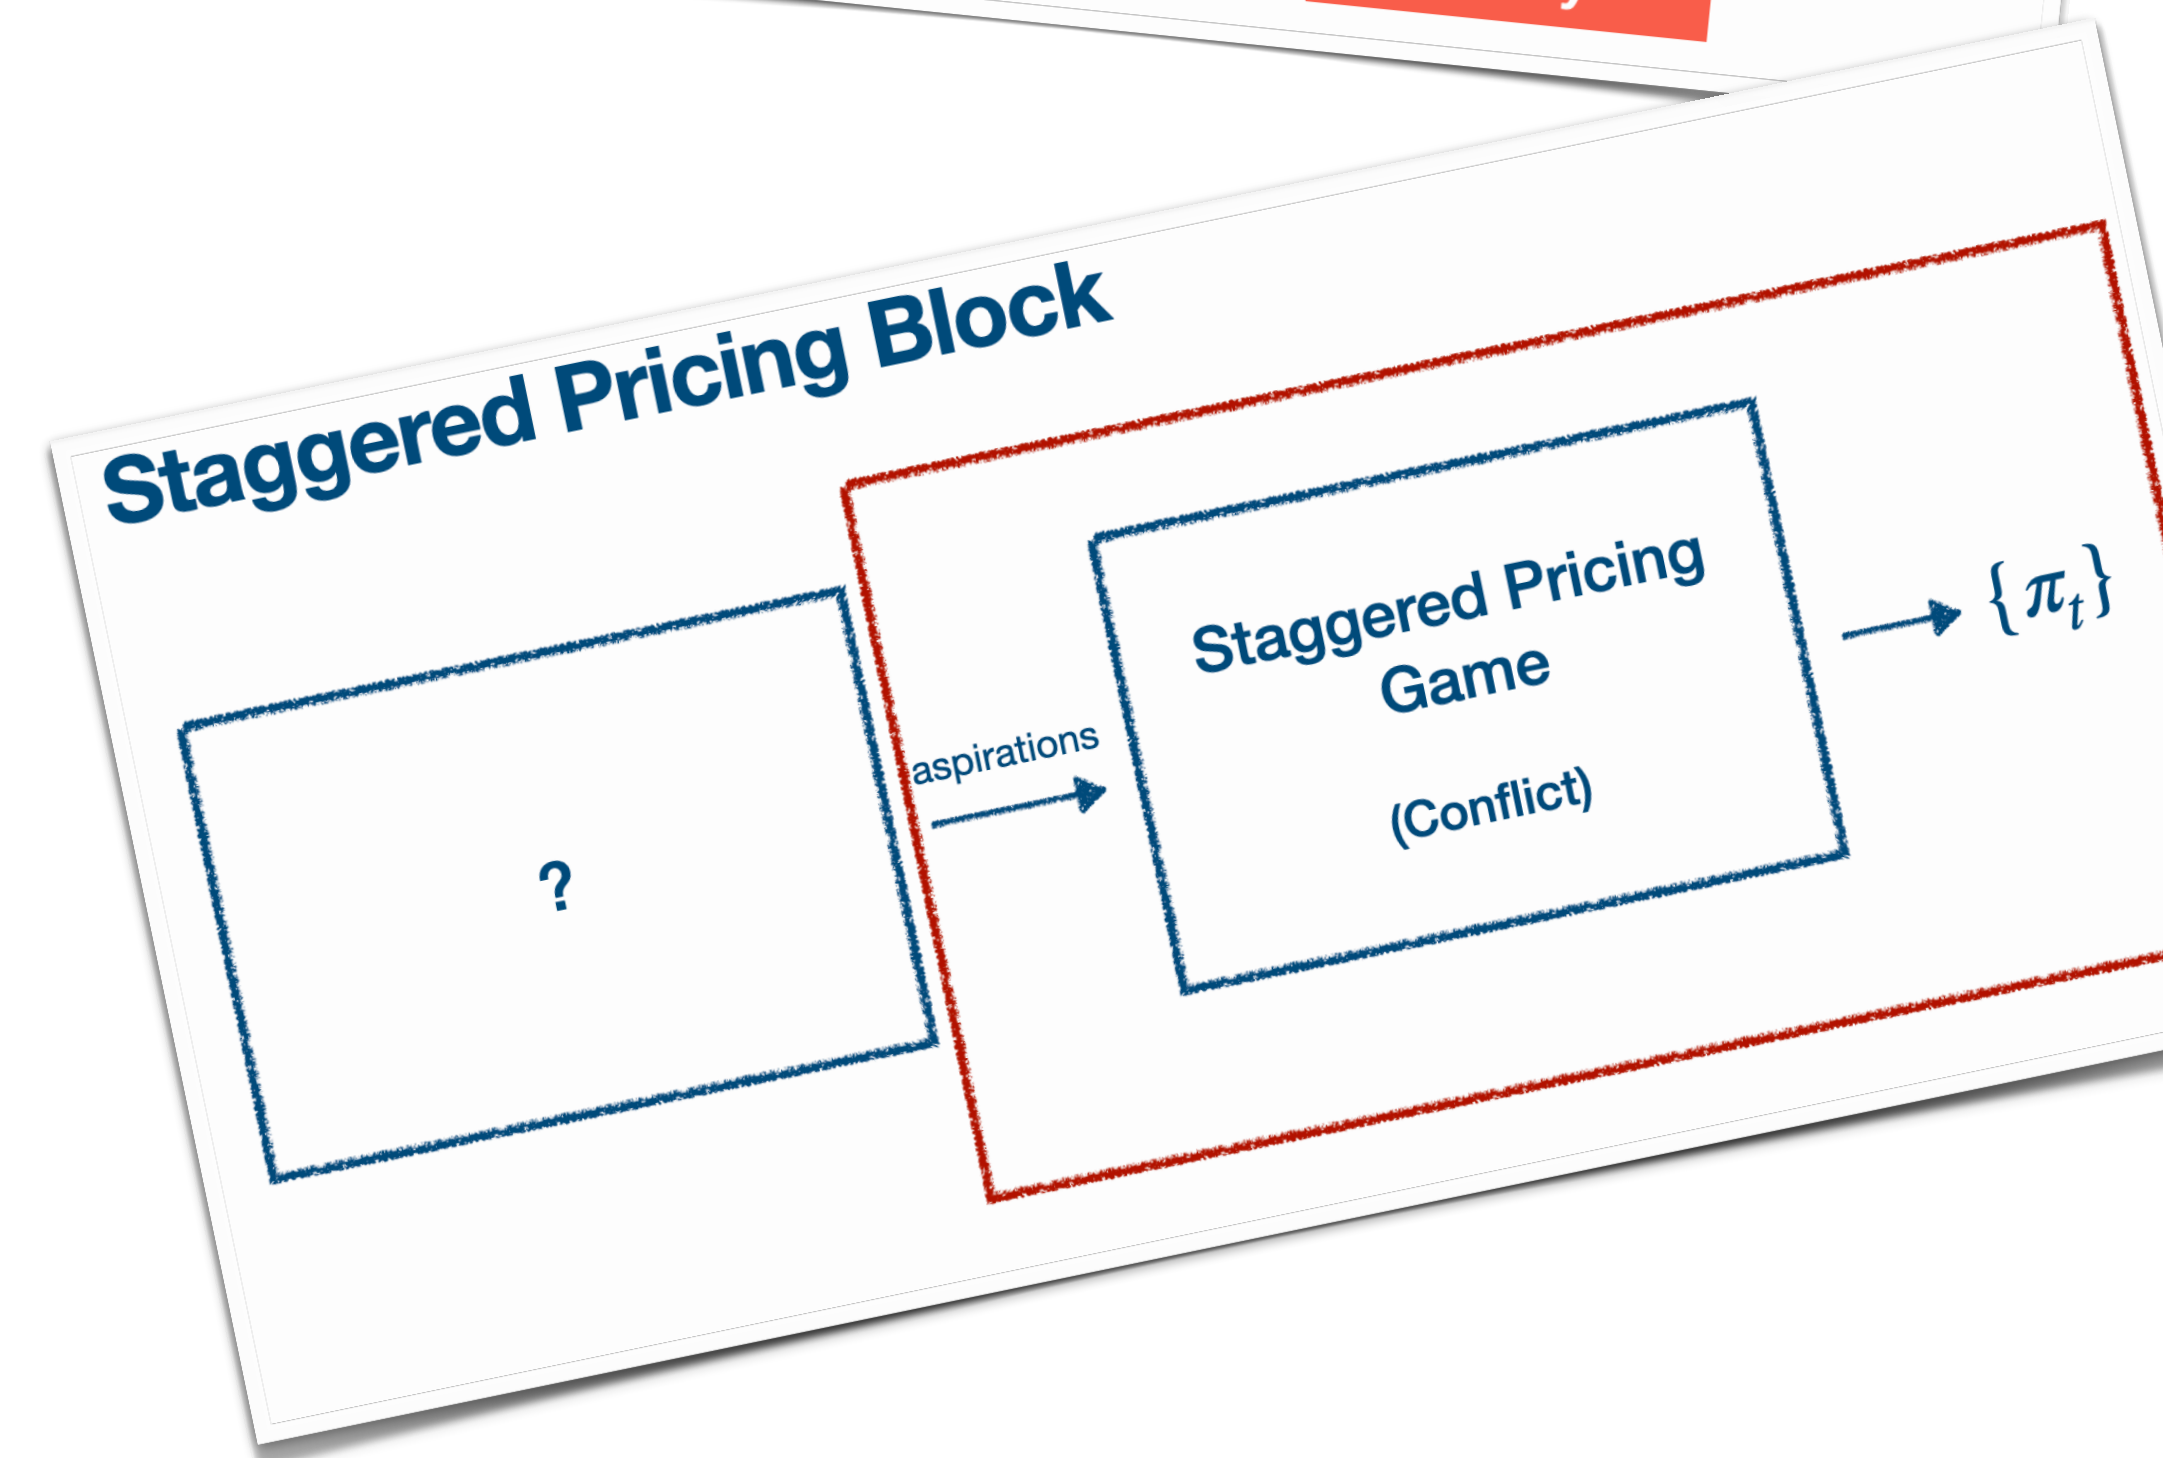 Staggered Pricing Block
?
aspirations
Staggered Pricing
Game
(Conflict)
{π_t}